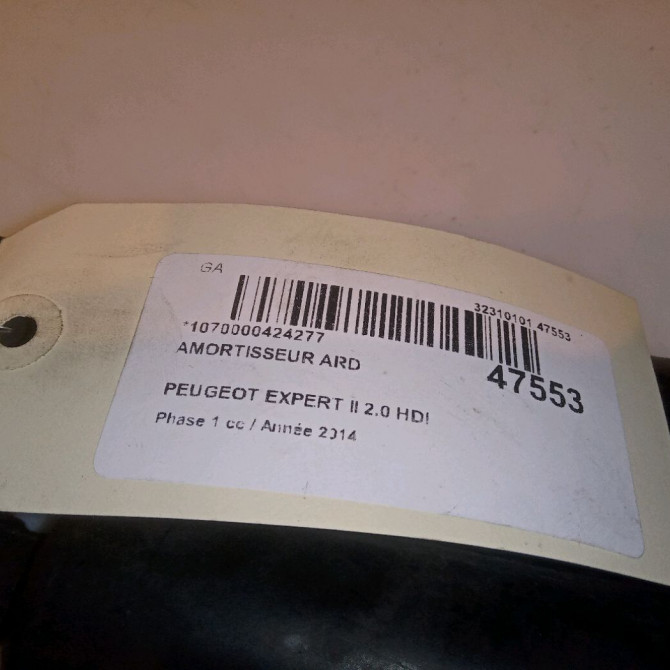 GA
32310101 47553
*1070000424277
AMORTISSEUR ARD
47553
PEUGEOT EXPERT II 2.0 HDI
Phase 1 cc / Année 2014